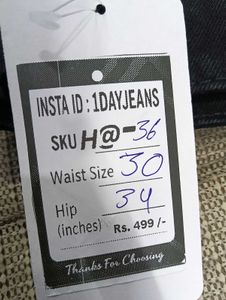 INSTA ID : 1DAYJEANS
SKU H@-36
Waist Size 30
Hip 34
(inches) Rs. 499 /-
Thanks For Choosing